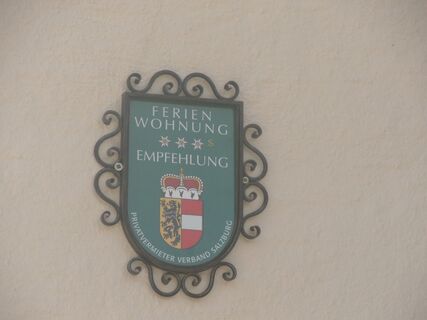 FERIEN
WOHNUNG
S
EMPFEHLUNG
PRIVATVERMIETER VERBAND SALZBURG